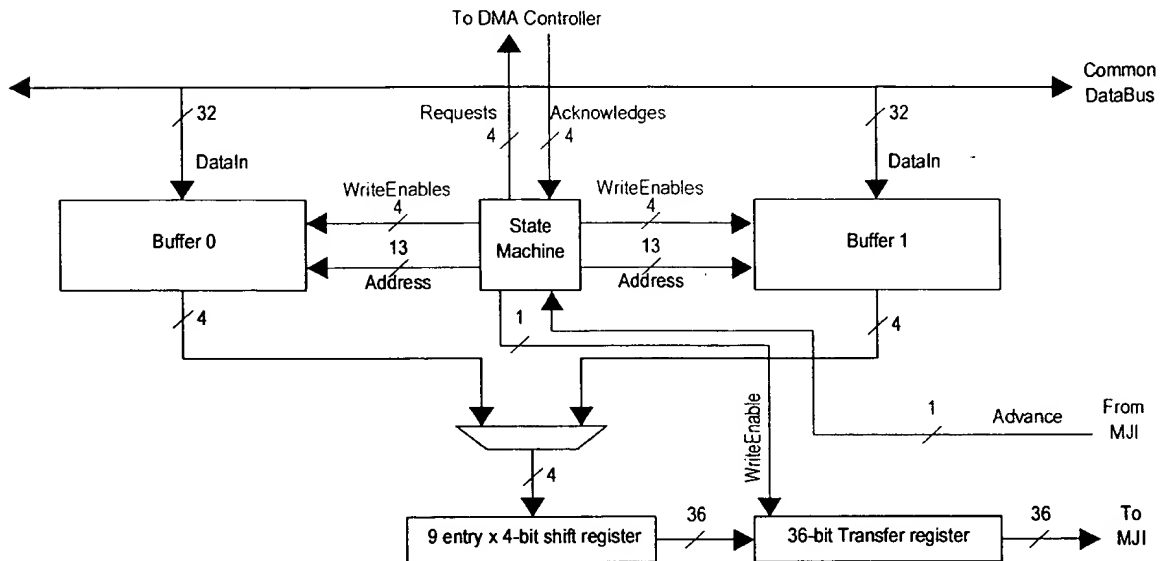 To DMA Controller
Common
DataBus
32
Requests
4
Acknowledges
4
32
DataIn
DataIn
WriteEnables
4
WriteEnables
4
Buffer 0
State
Machine
Buffer 1
13
Address
13
Address
4
1
4
WriteEnable
1
Advance
From
MJI
4
9 entry x 4-bit shift register
36
36-bit Transfer register
36
To
MJI